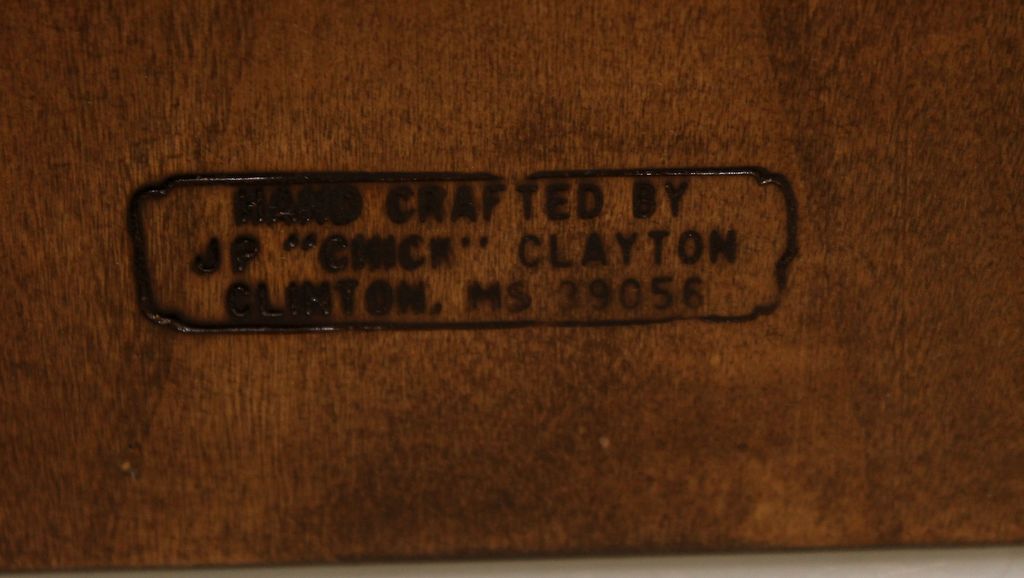 HAND CRAFTED BY
JP "CHICK" CLAYTON
CLINTON, MS 39056